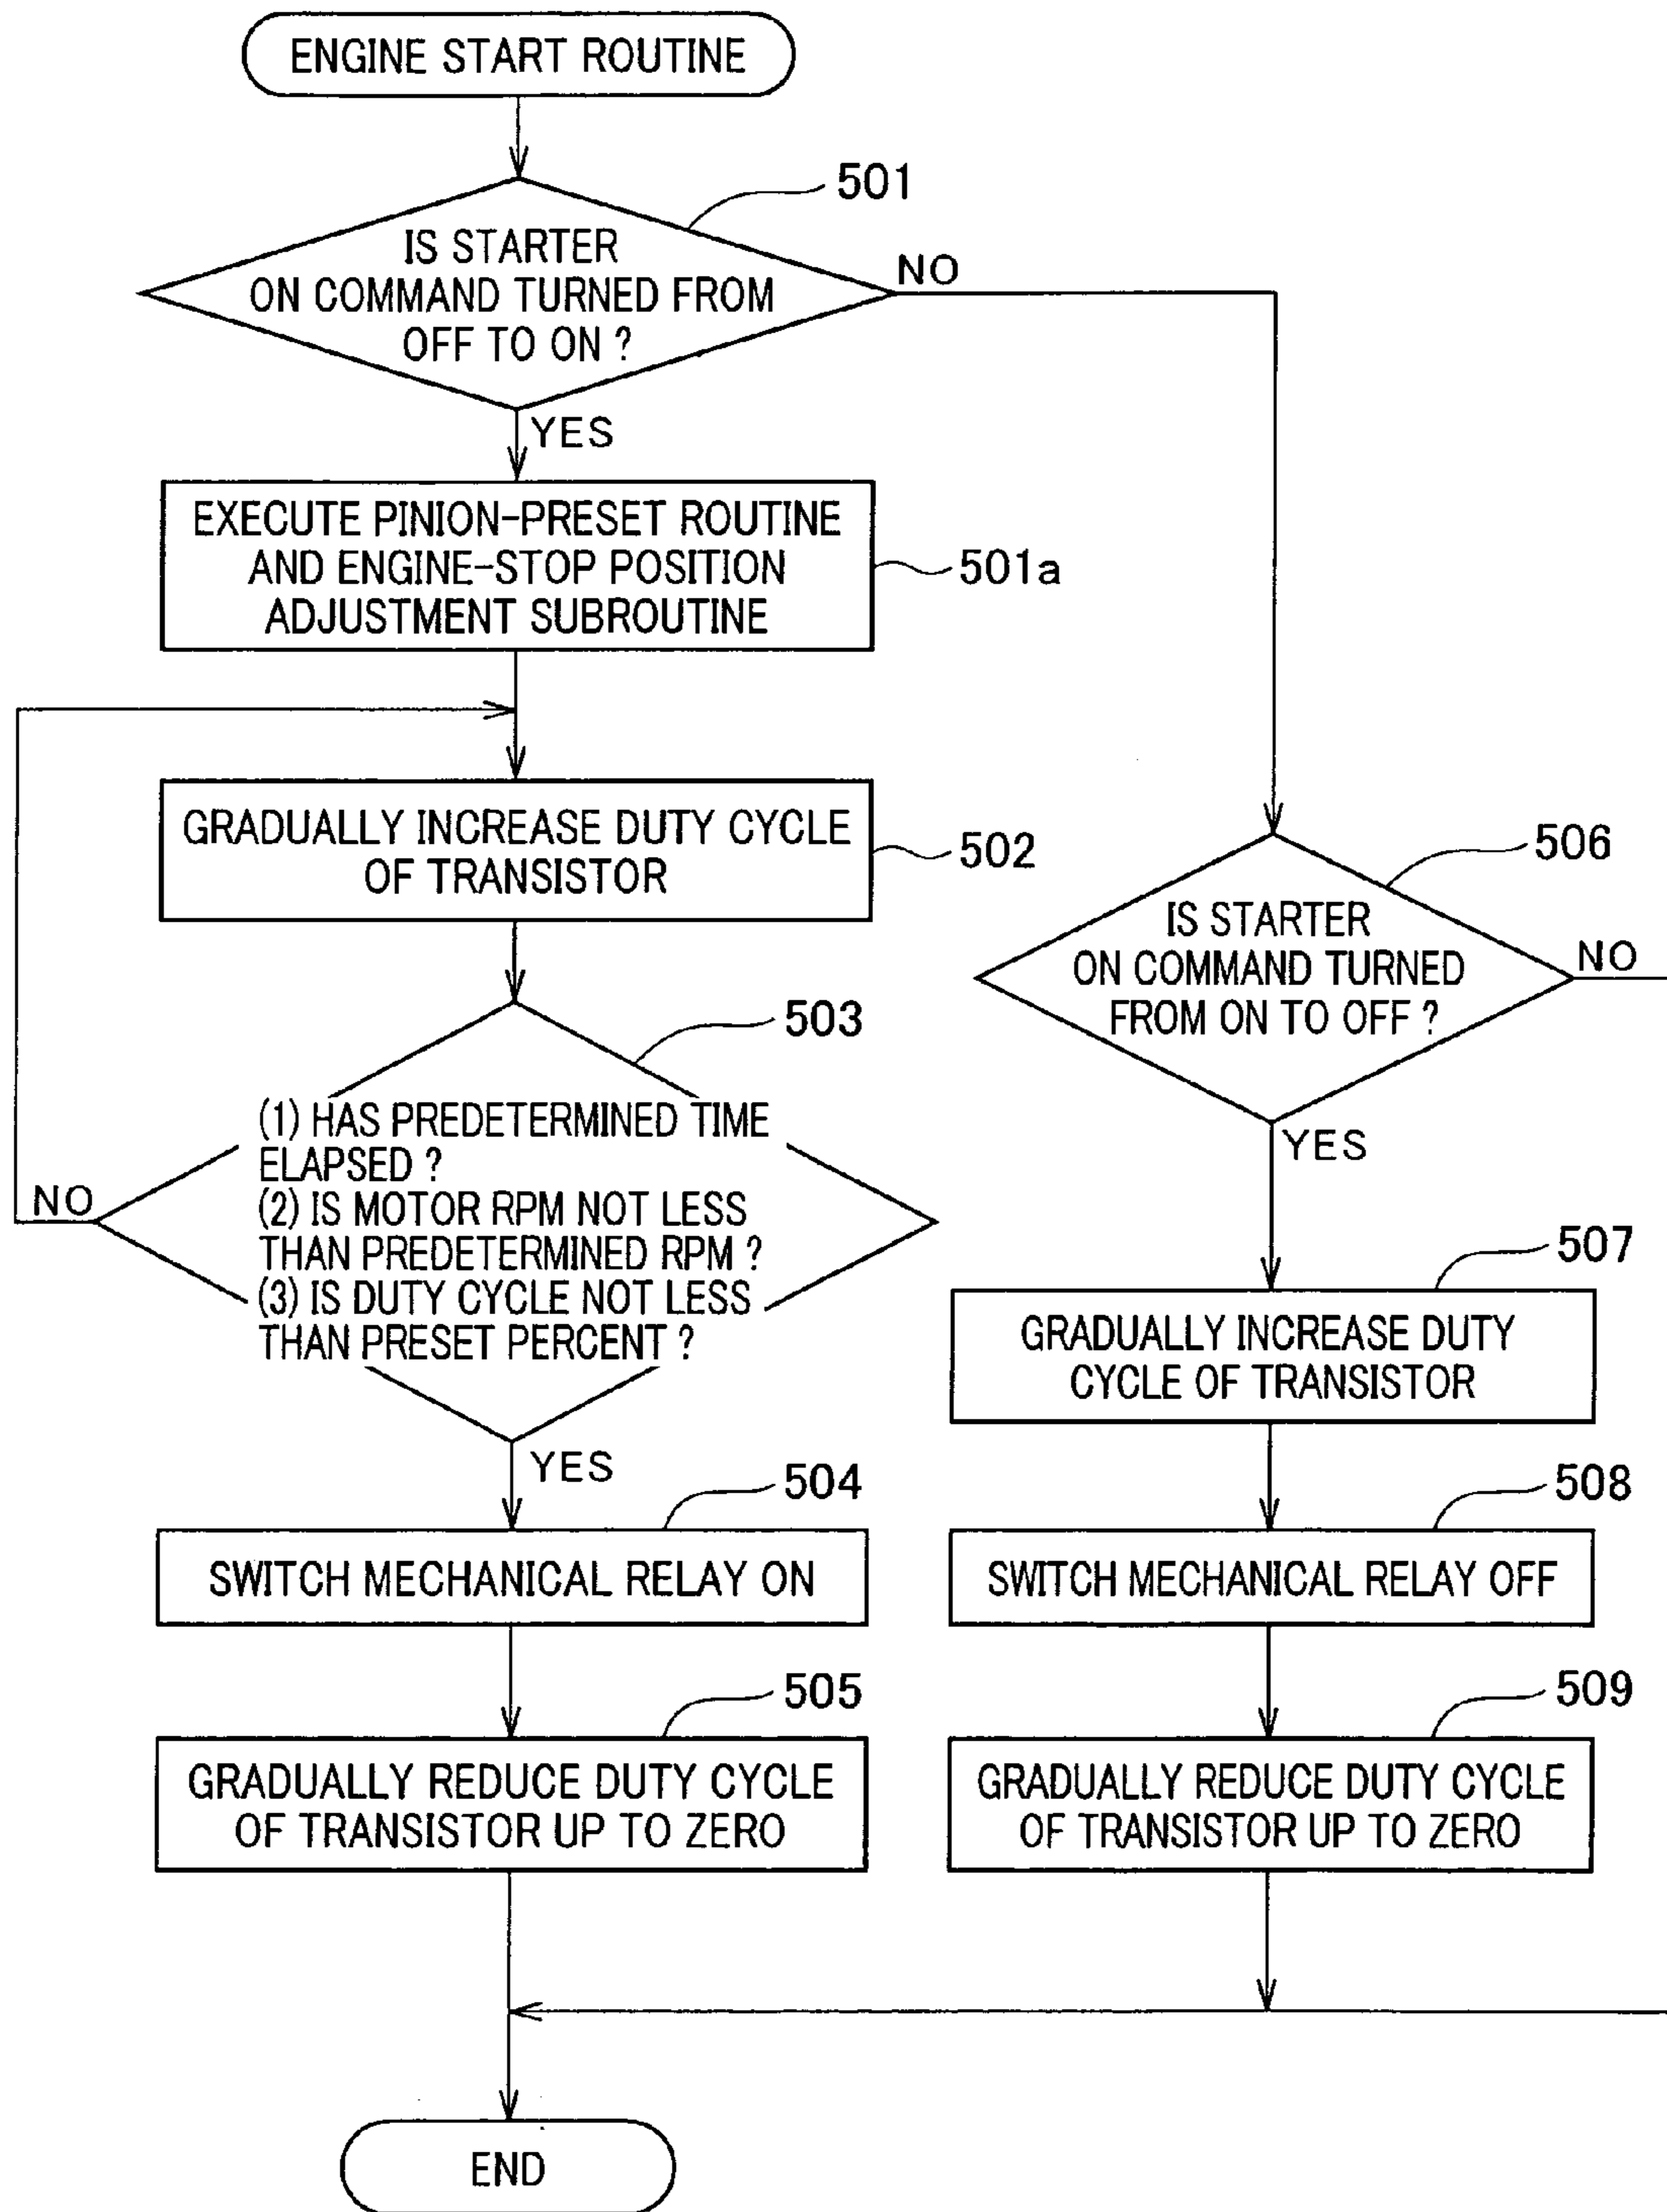 ENGINE START ROUTINE
501
IS STARTER
ON COMMAND TURNED FROM
OFF TO ON ?
NO
YES
EXECUTE PINION-PRESET ROUTINE
AND ENGINE-STOP POSITION
ADJUSTMENT SUBROUTINE
501a
GRADUALLY INCREASE DUTY CYCLE
OF TRANSISTOR
502
503
(1) HAS PREDETERMINED TIME
ELAPSED ?
(2) IS MOTOR RPM NOT LESS
THAN PREDETERMINED RPM ?
(3) IS DUTY CYCLE NOT LESS
THAN PRESET PERCENT ?
NO
YES
504
SWITCH MECHANICAL RELAY ON
505
GRADUALLY REDUCE DUTY CYCLE
OF TRANSISTOR UP TO ZERO
506
IS STARTER
ON COMMAND TURNED
FROM ON TO OFF ?
NO
YES
507
GRADUALLY INCREASE DUTY
CYCLE OF TRANSISTOR
508
SWITCH MECHANICAL RELAY OFF
509
GRADUALLY REDUCE DUTY CYCLE
OF TRANSISTOR UP TO ZERO
END